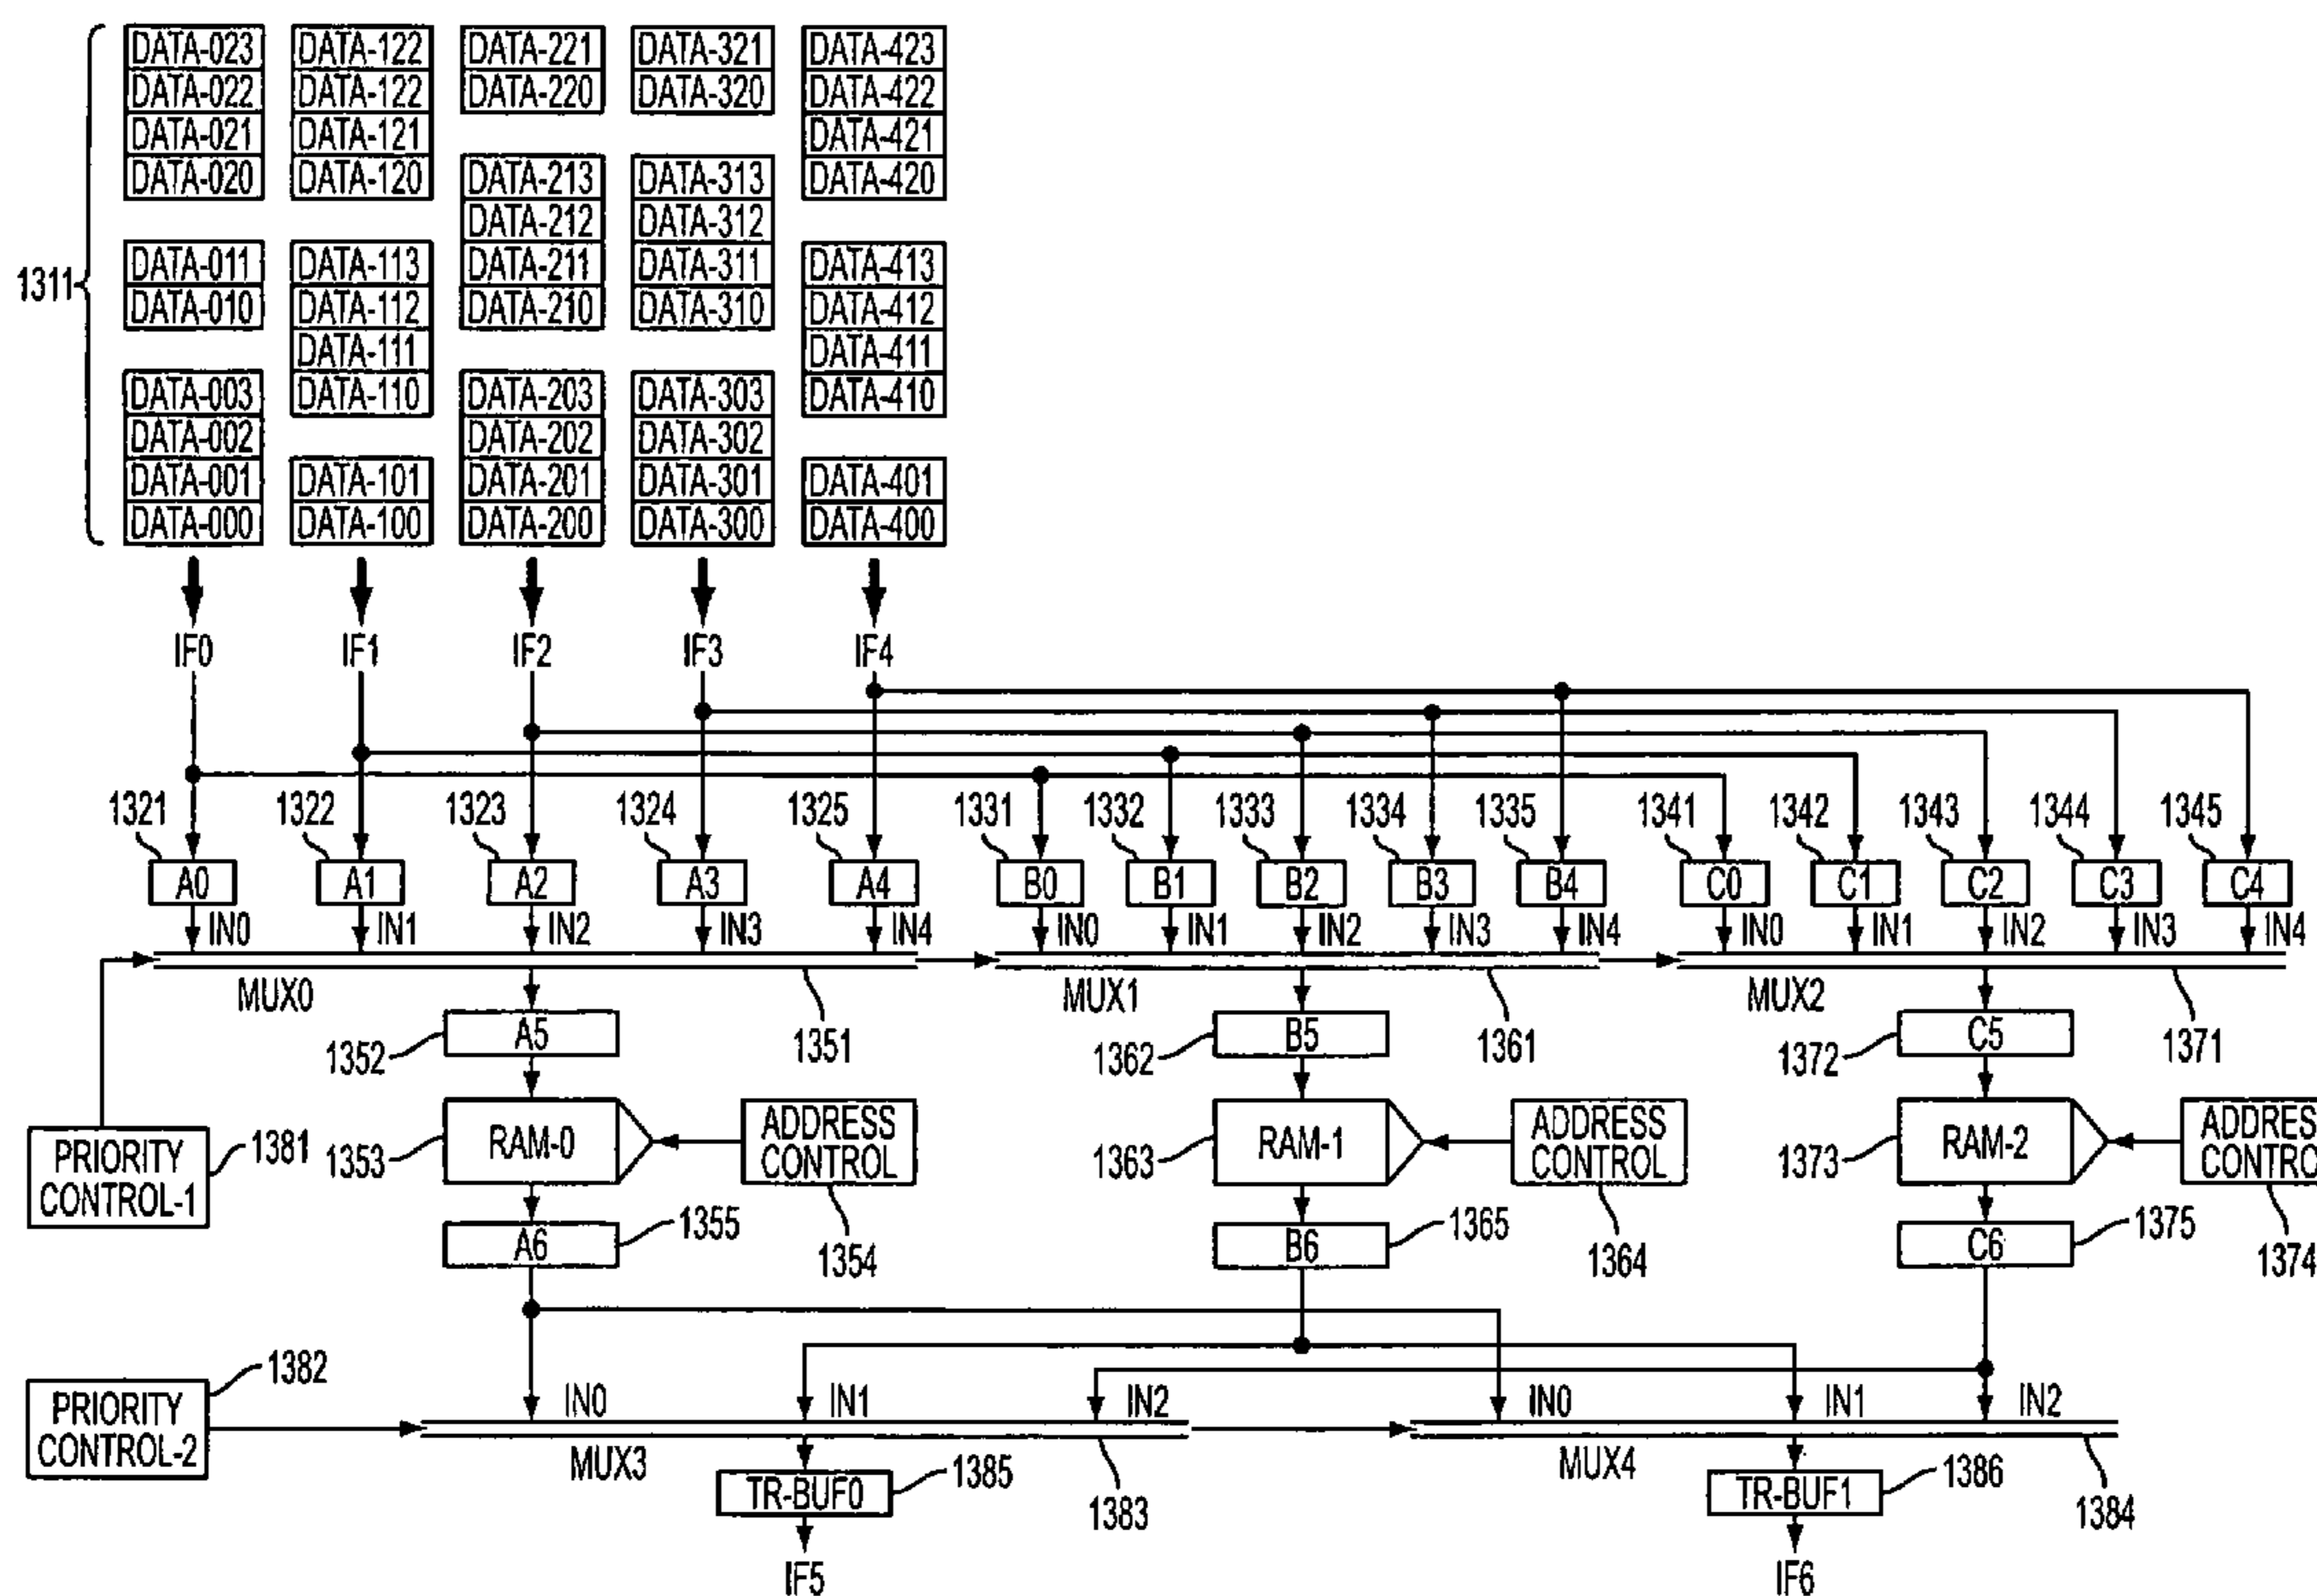 DATA-023 DATA-122 DATA-221 DATA-321 DATA-423
DATA-022 DATA-122 DATA-220 DATA-320 DATA-422
DATA-021 DATA-121 DATA-421
DATA-020 DATA-120 DATA-213 DATA-313 DATA-420
DATA-212 DATA-312
1311 DATA-011 DATA-113 DATA-211 DATA-311 DATA-413
DATA-010 DATA-112 DATA-210 DATA-310 DATA-412
DATA-111 DATA-411
DATA-003 DATA-110 DATA-203 DATA-303 DATA-410
DATA-002 DATA-202 DATA-302
DATA-001 DATA-101 DATA-201 DATA-301 DATA-401
DATA-000 DATA-100 DATA-200 DATA-300 DATA-400
IF0 IF1 IF2 IF3 IF4
1321 1322 1323 1324 1325 1331 1332 1333 1334 1335 1341 1342 1343 1344 1345
A0 A1 A2 A3 A4 B0 B1 B2 B3 B4 C0 C1 C2 C3 C4
IN0 IN1 IN2 IN3 IN4 IN0 IN1 IN2 IN3 IN4 IN0 IN1 IN2 IN3 IN4
MUX0 MUX1 MUX2
1352 A5 1351 1362 B5 1361 1372 C5 1371
PRIORITY CONTROL-1 1381 1353 RAM-0 ADDRESS CONTROL 1363 RAM-1 ADDRESS CONTROL 1373 RAM-2 ADDRES CONTRO
A6 1355 1354 B6 1365 1364 C6 1375 1374
1382
PRIORITY CONTROL-2 IN0 IN1 IN2 IN0 IN1 IN2
MUX3 MUX4
TR-BUF0 1385 1383 TR-BUF1 1386 1384
IF5 IF6